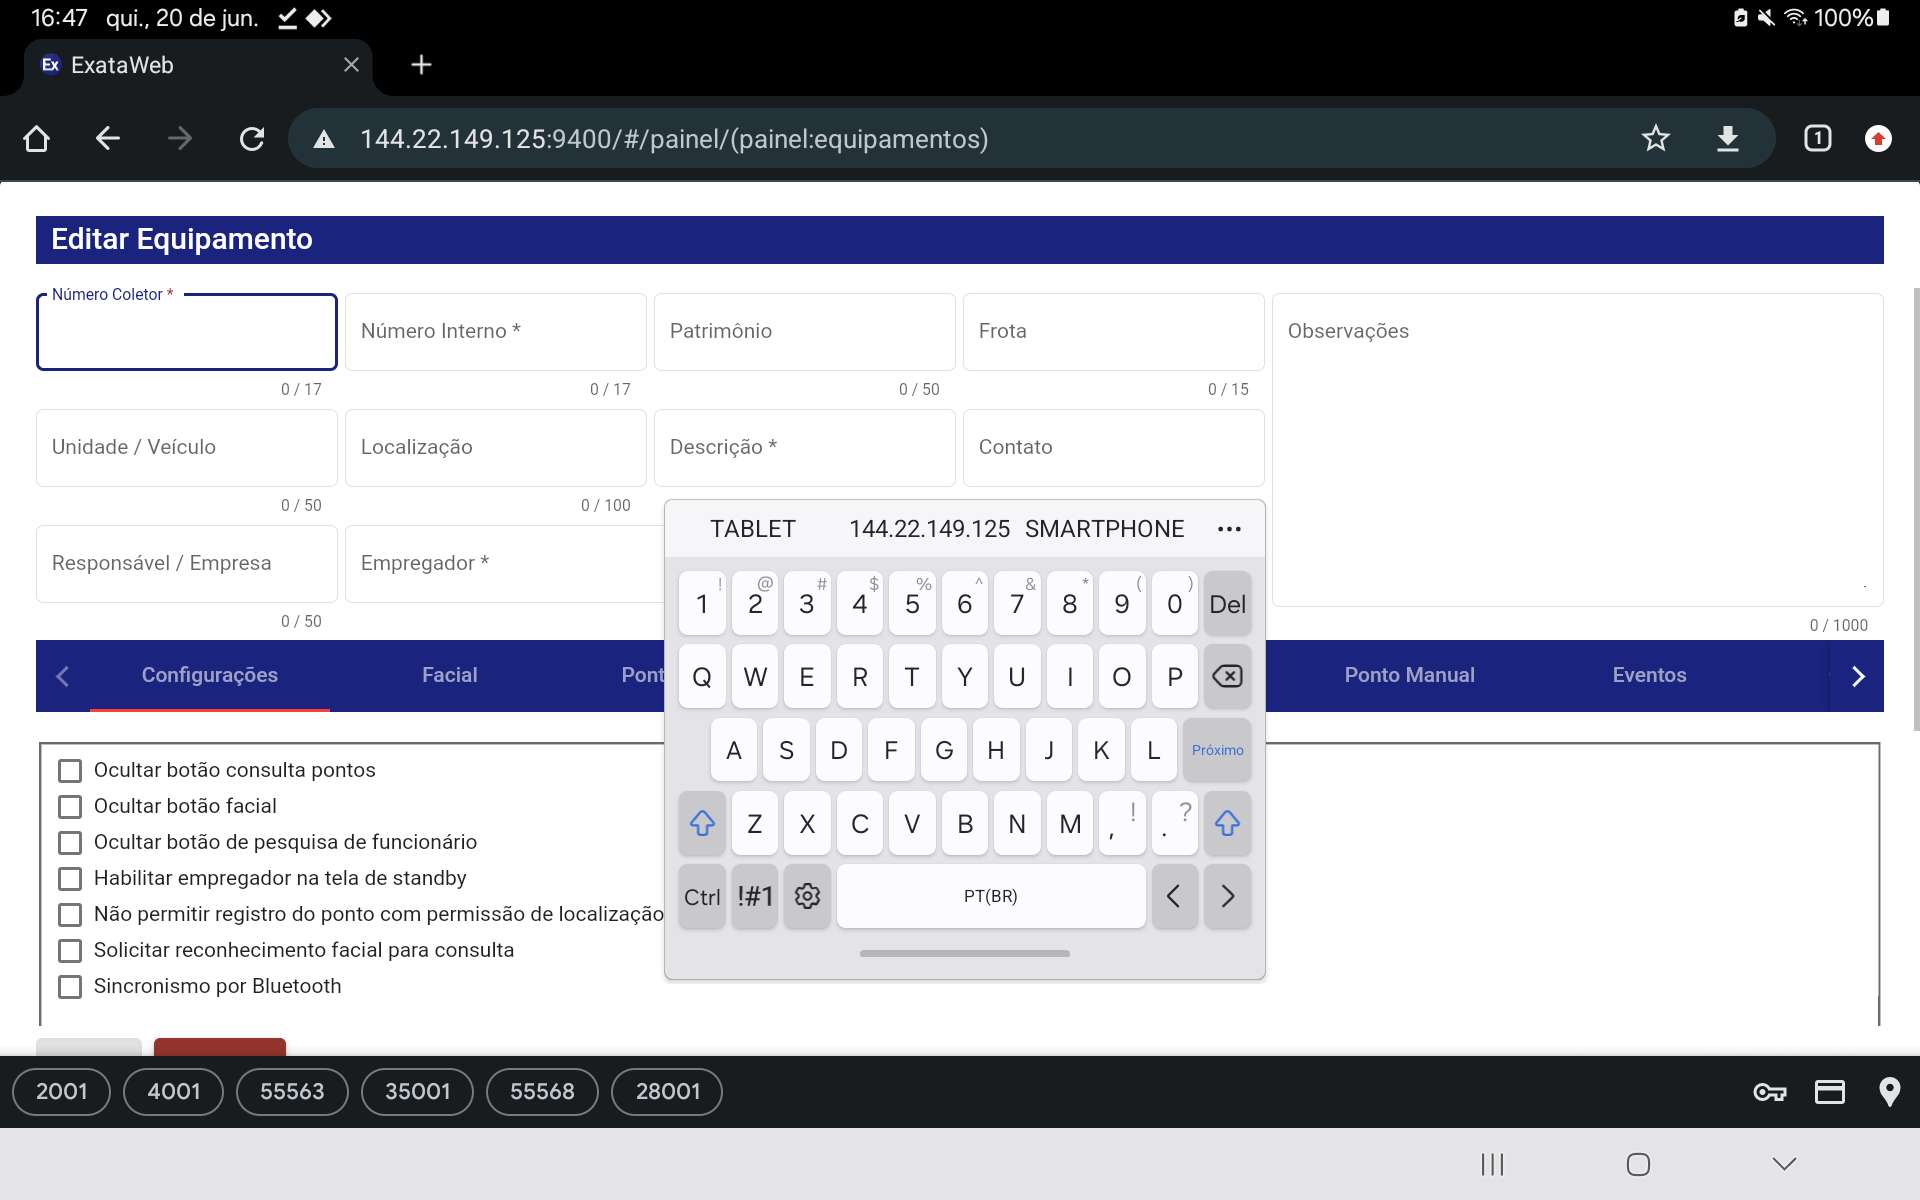 16:47 qui., 20 de jun. 100%
Ex ExataWeb
144.22.149.125:9400/#/painel/(painel:equipamentos) 1
Editar Equipamento
Número Coletor *
Número Interno * Patrimônio Frota Observações
0 / 17 0 / 17 0 / 50 0 / 15
Unidade / Veículo Localização Descrição * Contato
0 / 50 0 / 100
Responsável / Empresa Empregador *
0 / 50 0 / 1000
Configurações Facial Pont Ponto Manual Eventos
Ocultar botão consulta pontos
Ocultar botão facial
Ocultar botão de pesquisa de funcionário
Habilitar empregador na tela de standby
Não permitir registro do ponto com permissão de localização
Solicitar reconhecimento facial para consulta
Sincronismo por Bluetooth
TABLET 144.22.149.125 SMARTPHONE ...
! @ # $ % ^ & * ( )
1 2 3 4 5 6 7 8 9 0 Del
Q W E R T Y U I O P
A S D F G H J K L Próximo
Z X C V B N M , ! . ?
Ctrl !#1 PT(BR) < >
2001 4001 55563 35001 55568 28001